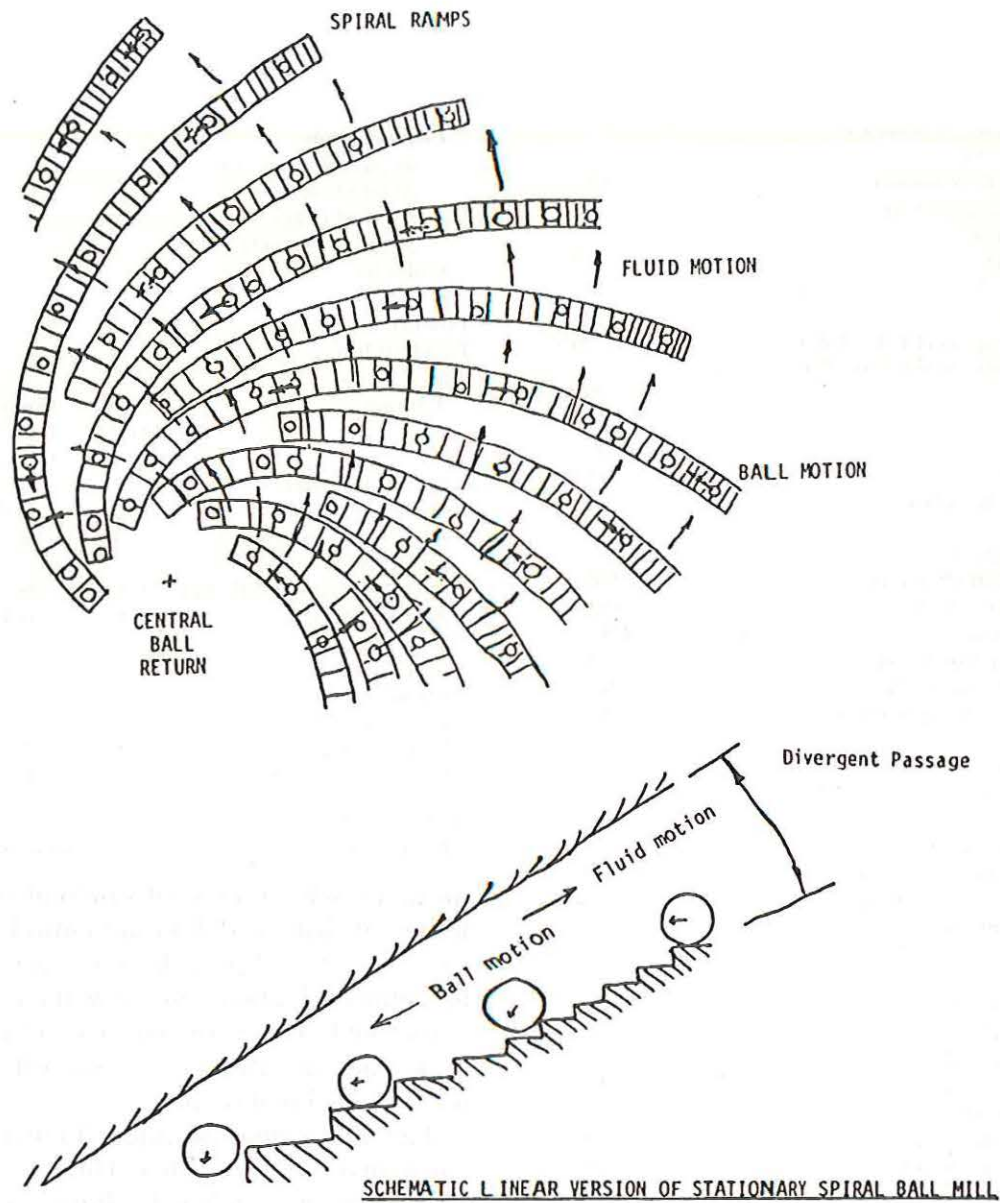 SPIRAL RAMPS
FLUID MOTION
BALL MOTION
CENTRAL
BALL
RETURN
Divergent Passage
Fluid motion
Ball motion
SCHEMATIC LINEAR VERSION OF STATIONARY SPIRAL BALL MILL